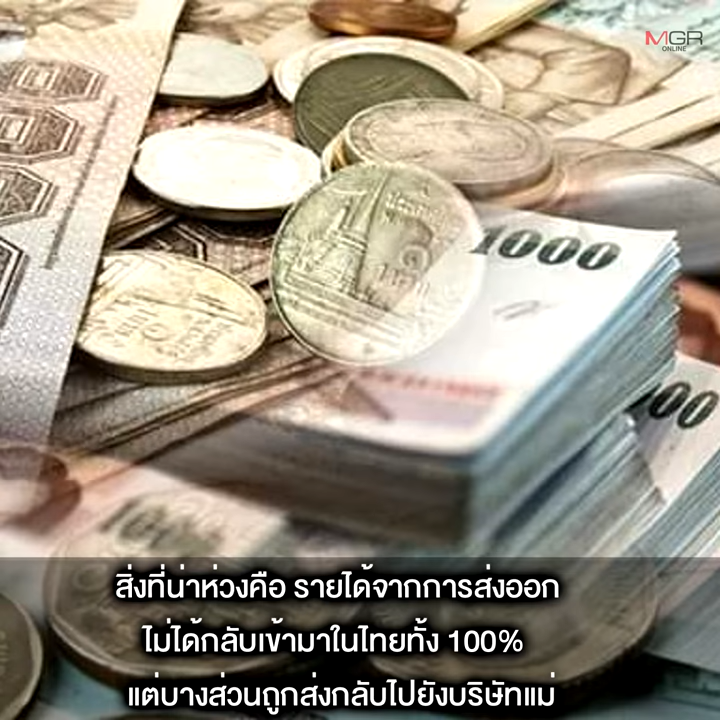 MGR
ONLINE
1000
สิ่งที่น่าห่วงคือ รายได้จากการส่งออก
ไม่ได้กลับเข้ามาในไทยทั้ง 100%
แต่บางส่วนถูกส่งกลับไปยังบริษัทแม่